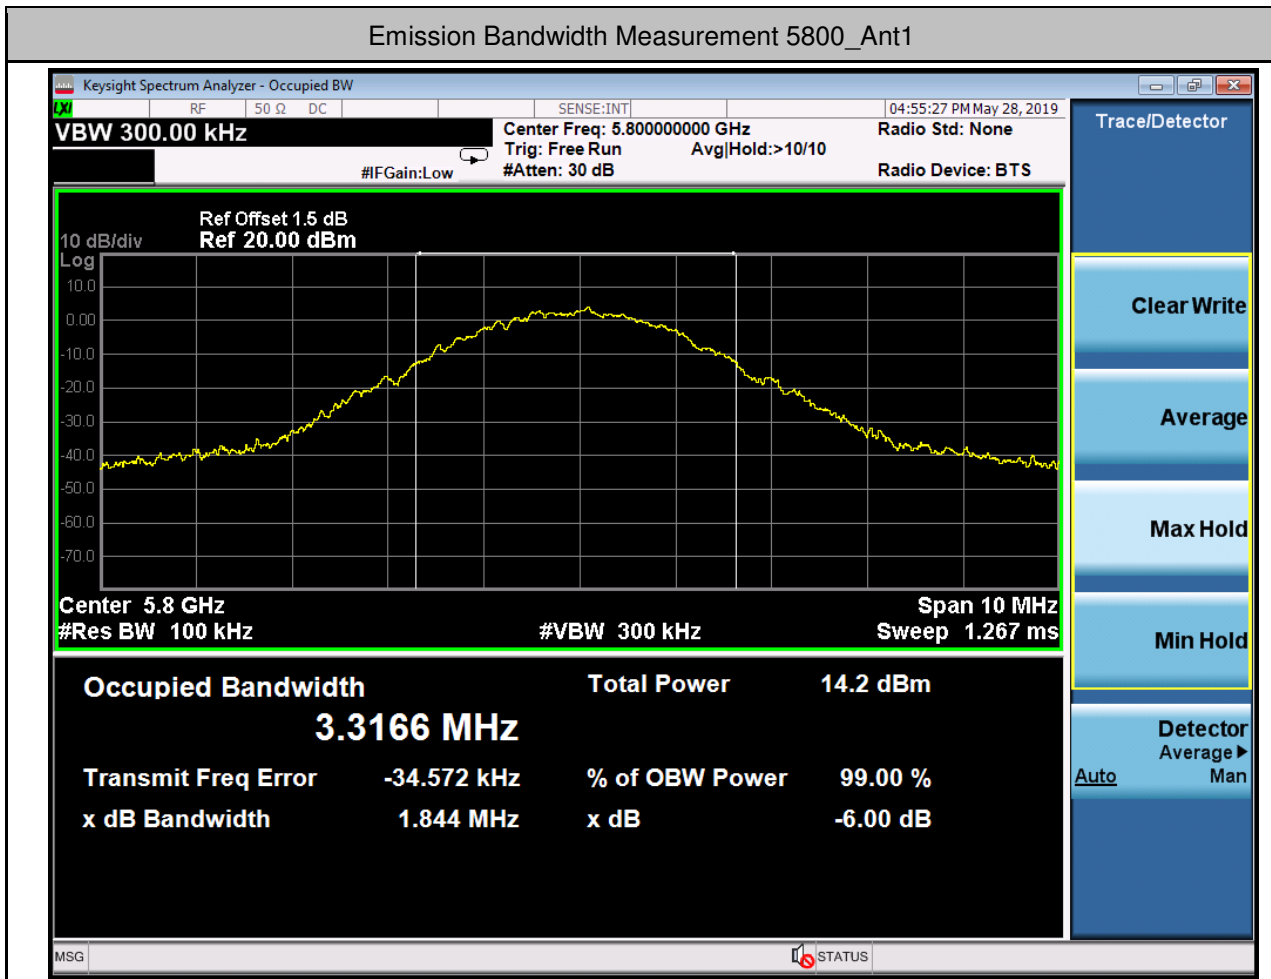 Emission Bandwidth Measurement 5800_Ant1
Keysight Spectrum Analyzer - Occupied BW
LXI RF 50 Ω DC SENSE:INT 04:55:27 PM May 28, 2019
VBW 300.00 kHz
Center Freq: 5.800000000 GHz
Radio Std: None
Trig: Free Run Avg|Hold:>10/10
#IFGain:Low
#Atten: 30 dB
Radio Device: BTS
Ref Offset 1.5 dB
10 dB/div Ref 20.00 dBm
Log
10.0
0.00
-10.0
-20.0
-30.0
-40.0
-50.0
-60.0
-70.0
Center 5.8 GHz Span 10 MHz
#Res BW 100 kHz #VBW 300 kHz Sweep 1.267 ms
Occupied Bandwidth Total Power 14.2 dBm
3.3166 MHz
Transmit Freq Error -34.572 kHz % of OBW Power 99.00 %
x dB Bandwidth 1.844 MHz x dB -6.00 dB
Trace/Detector
Clear Write
Average
Max Hold
Min Hold
Detector
Average
Auto Man
MSG STATUS